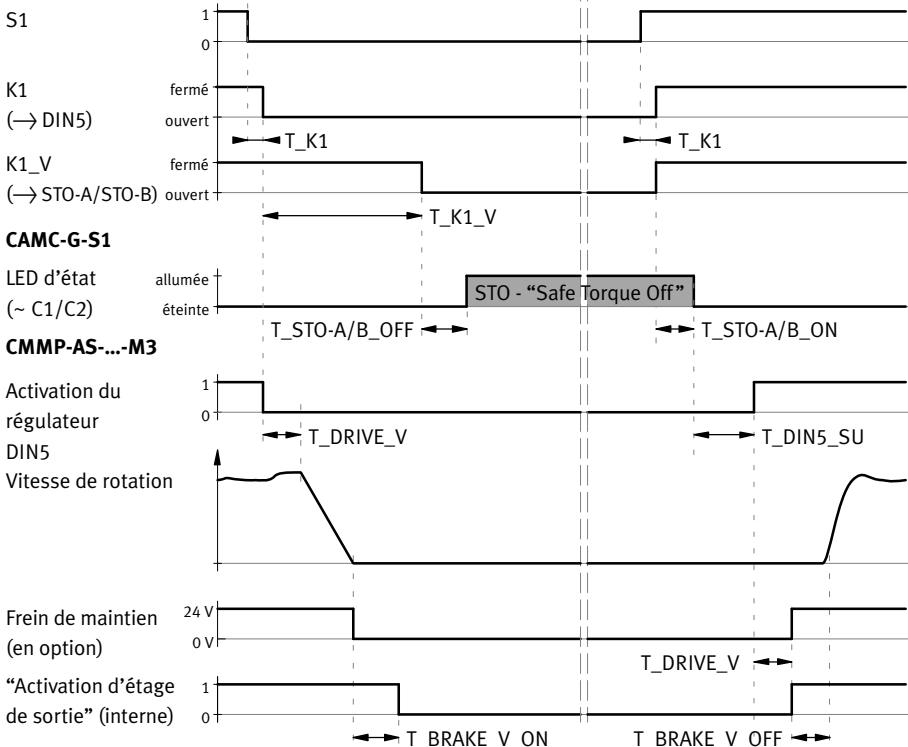 S1
1
0
K1
(→ DIN5)
fermé
ouvert
T_K1
T_K1
K1_V
(→ STO-A/STO-B)
fermé
ouvert
T_K1_V
CAMC-G-S1
LED d’état
(~ C1/C2)
allumée
éteinte
STO - “Safe Torque Off”
T_STO-A/B_OFF
T_STO-A/B_ON
CMMP-AS-...-M3
Activation du
régulateur
DIN5
1
0
T_DRIVE_V
T_DIN5_SU
Vitesse de rotation
Frein de maintien
(en option)
24 V
0 V
T_DRIVE_V
“Activation d’étage
de sortie” (interne)
1
0
T_BRAKE_V_ON
T_BRAKE_V_OFF